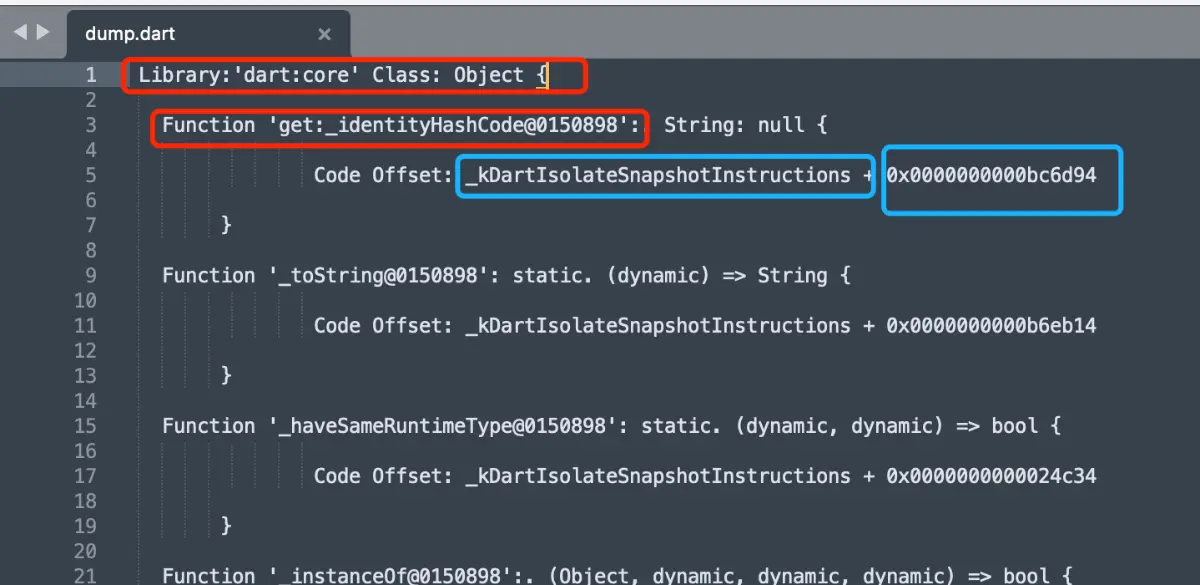 dump.dart ×
1 Library:'dart:core' Class: Object {
2
3 Function 'get:_identityHashCode@0150898':. String: null {
4
5 Code Offset: _kDartIsolateSnapshotInstructions + 0x0000000000bc6d94
6
7 }
8
9 Function '_toString@0150898': static. (dynamic) => String {
10
11 Code Offset: _kDartIsolateSnapshotInstructions + 0x0000000000b6eb14
12
13 }
14
15 Function '_haveSameRuntimeType@0150898': static. (dynamic, dynamic) => bool {
16
17 Code Offset: _kDartIsolateSnapshotInstructions + 0x0000000000024c34
18
19 }
20
21 Function '_instanceOf@0150898':. (Object, dynamic, dynamic, dynamic) => bool {